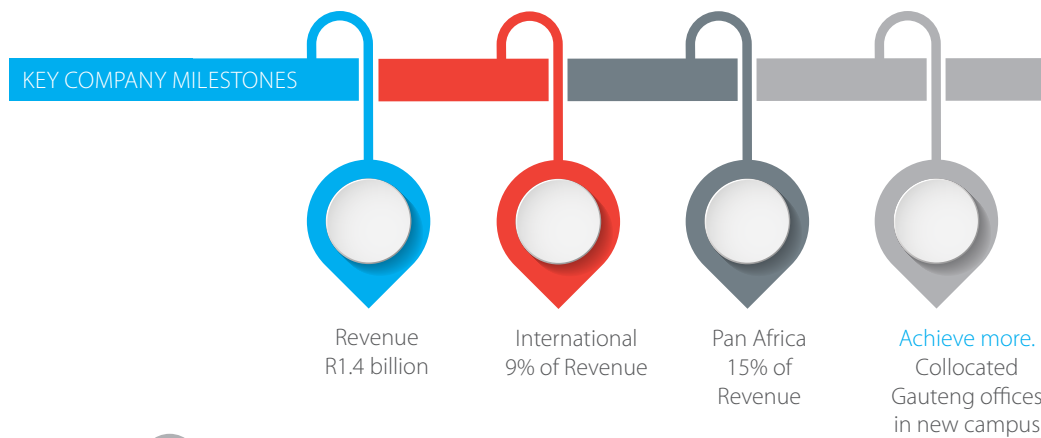 KEY COMPANY MILESTONES
Revenue
R1.4 billion
International
9% of Revenue
Pan Africa
15% of
Revenue
Achieve more.
Collocated
Gauteng offices
in new campus